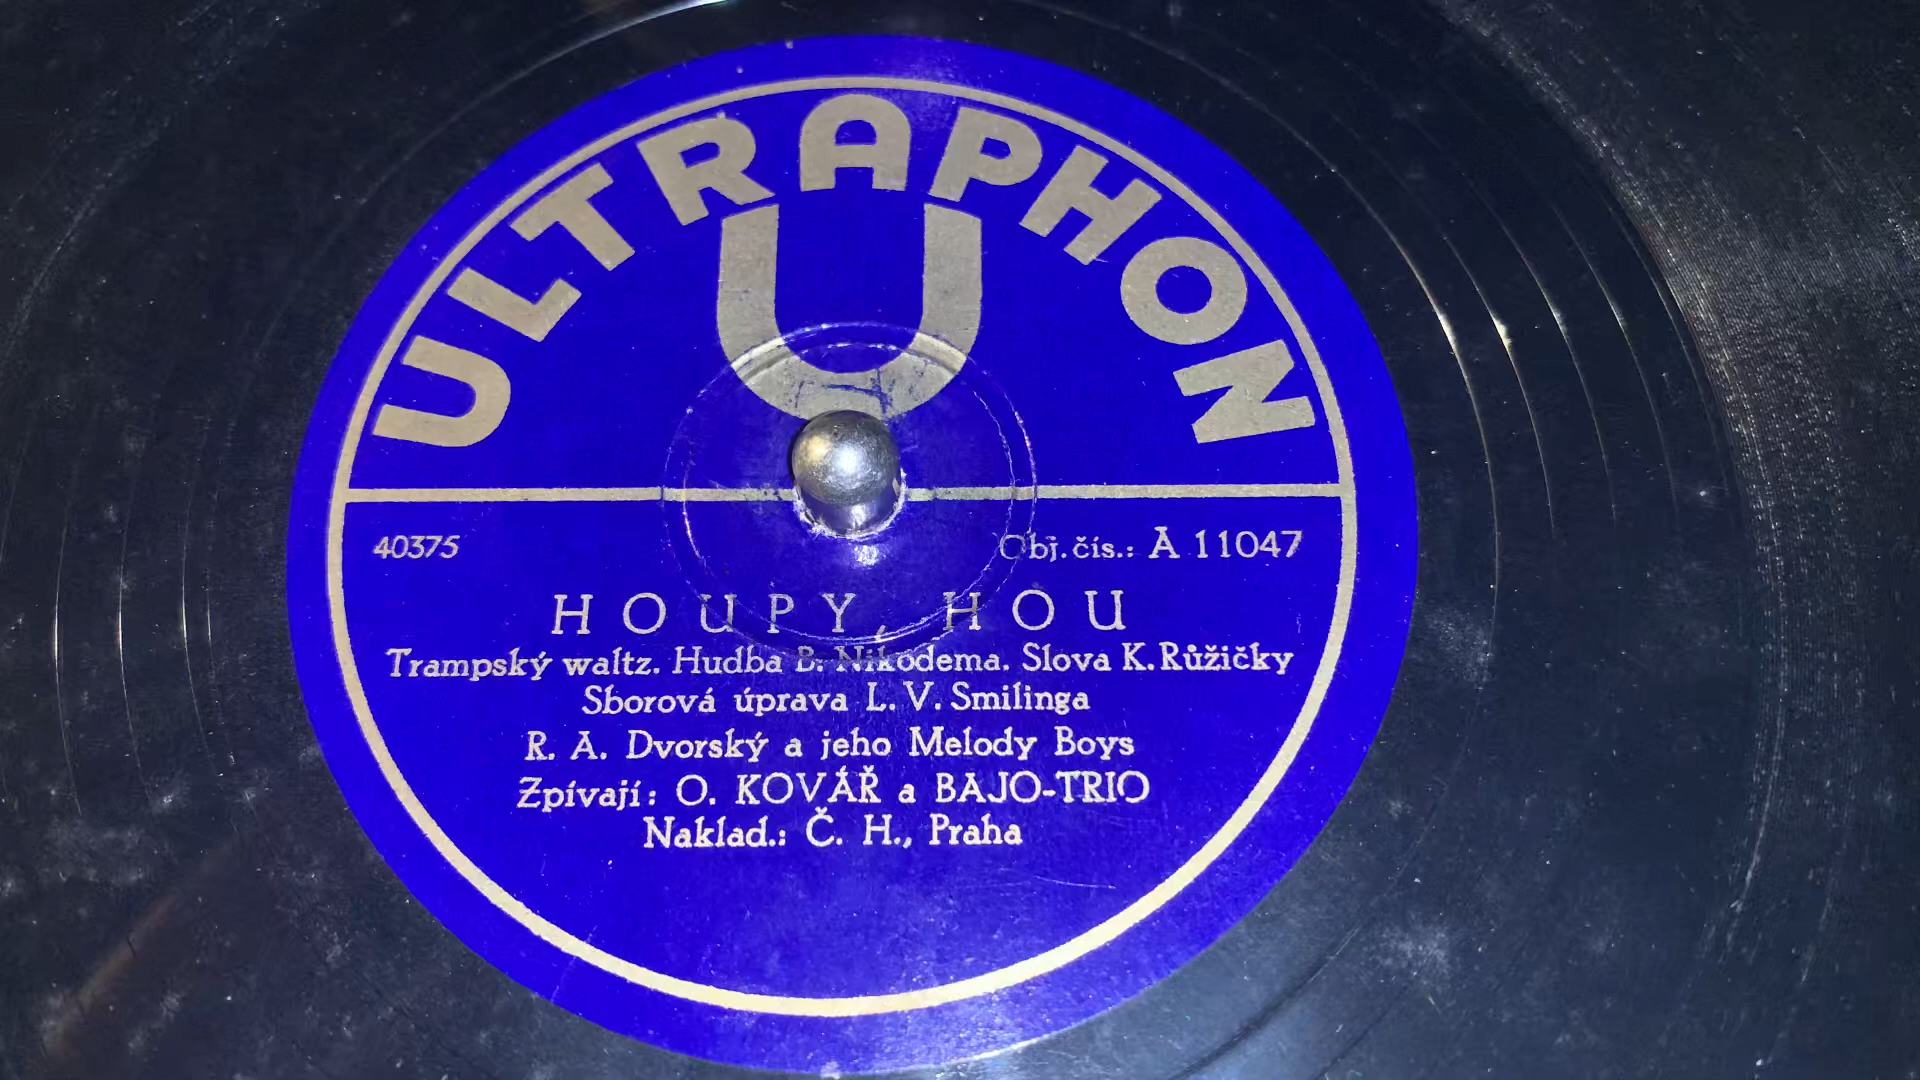 ULTRAPHON
U
40375
Obj. čís.: A 11047
HOUPY, HOU
Trampský waltz. Hudba B. Nikodema. Slova K. Růžičky
Sborová úprava L. V. Smilinga
R. A. Dvorský a jeho Melody Boys
Zpívají: O. KOVÁŘ a BAJO-TRIO
Naklad.: Č. H., Praha